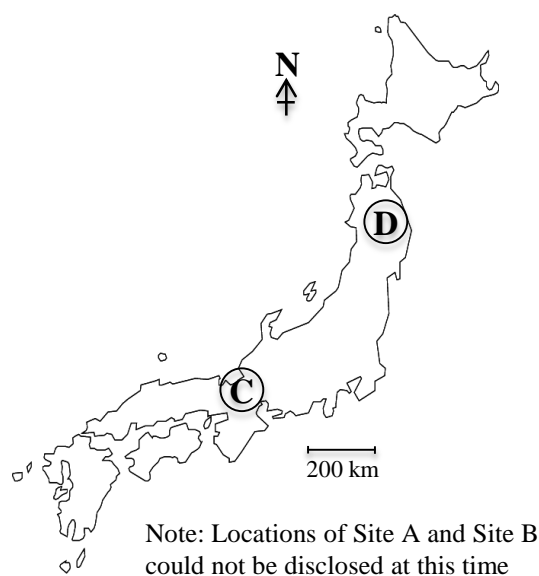 N
D
C
200 km
Note: Locations of Site A and Site B
could not be disclosed at this time